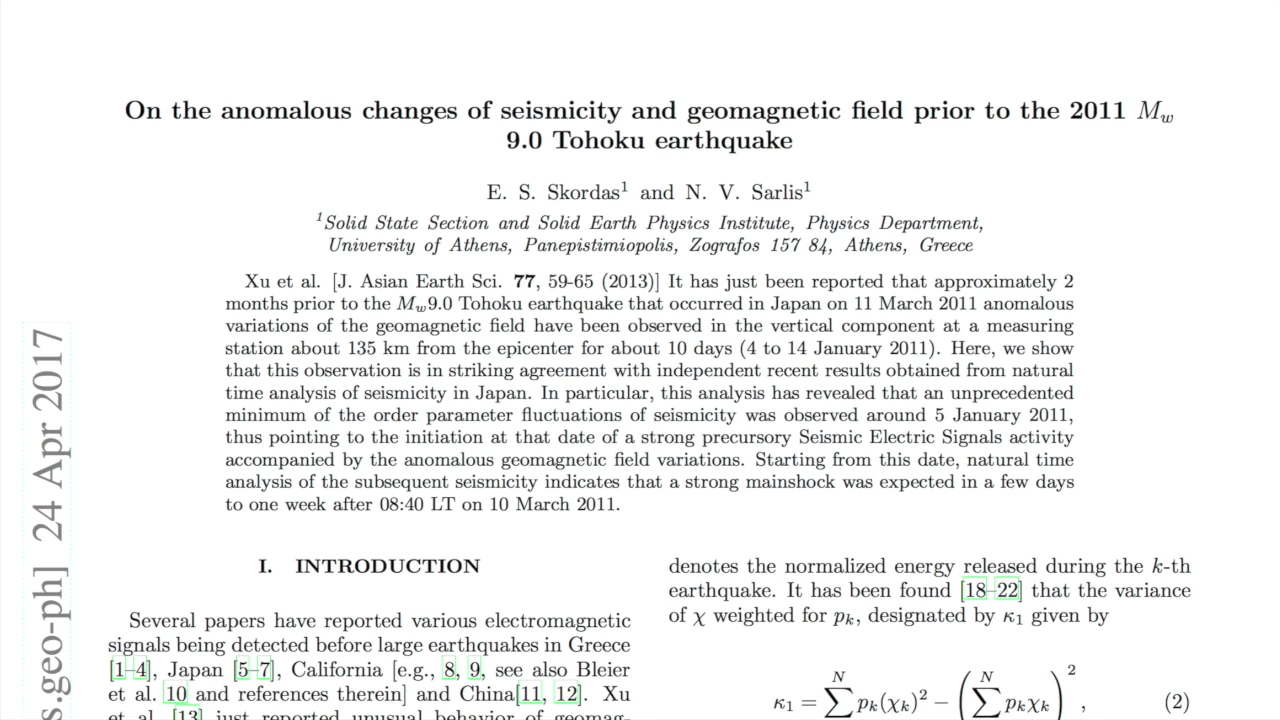 On the anomalous changes of seismicity and geomagnetic field prior to the 2011 M_w
9.0 Tohoku earthquake
E. S. Skordas¹ and N. V. Sarlis¹
¹Solid State Section and Solid Earth Physics Institute, Physics Department,
University of Athens, Panepistimiopolis, Zografos 157 84, Athens, Greece
Xu et al. [J. Asian Earth Sci. 77, 59-65 (2013)] It has just been reported that approximately 2
months prior to the M_w9.0 Tohoku earthquake that occurred in Japan on 11 March 2011 anomalous
variations of the geomagnetic field have been observed in the vertical component at a measuring
station about 135 km from the epicenter for about 10 days (4 to 14 January 2011). Here, we show
that this observation is in striking agreement with independent recent results obtained from natural
time analysis of seismicity in Japan. In particular, this analysis has revealed that an unprecedented
minimum of the order parameter fluctuations of seismicity was observed around 5 January 2011,
thus pointing to the initiation at that date of a strong precursory Seismic Electric Signals activity
accompanied by the anomalous geomagnetic field variations. Starting from this date, natural time
analysis of the subsequent seismicity indicates that a strong mainshock was expected in a few days
to one week after 08:40 LT on 10 March 2011.
I. INTRODUCTION
Several papers have reported various electromagnetic
signals being detected before large earthquakes in Greece
[1–4], Japan [5–7], California [e.g., 8, 9, see also Bleier
et al. 10 and references therein] and China[11, 12]. Xu
et al. [13] just reported unusual behavior of geomag-
denotes the normalized energy released during the k-th
earthquake. It has been found [18–22] that the variance
of χ weighted for p_k, designated by κ₁ given by
κ₁ = ∑_N p_k(χ_k)² − (∑_N p_kχ_k)², (2)
s.geo-ph] 24 Apr 2017